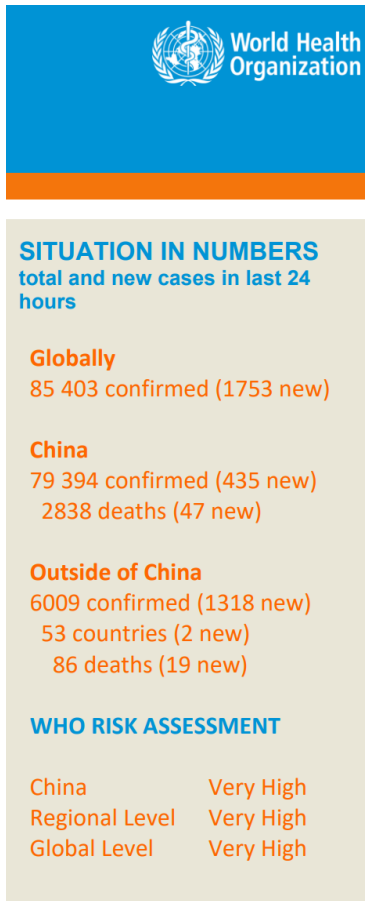 World Health
Organization
SITUATION IN NUMBERS
total and new cases in last 24
hours
Globally
85 403 confirmed (1753 new)
China
79 394 confirmed (435 new)
2838 deaths (47 new)
Outside of China
6009 confirmed (1318 new)
53 countries (2 new)
86 deaths (19 new)
WHO RISK ASSESSMENT
China Very High
Regional Level Very High
Global Level Very High